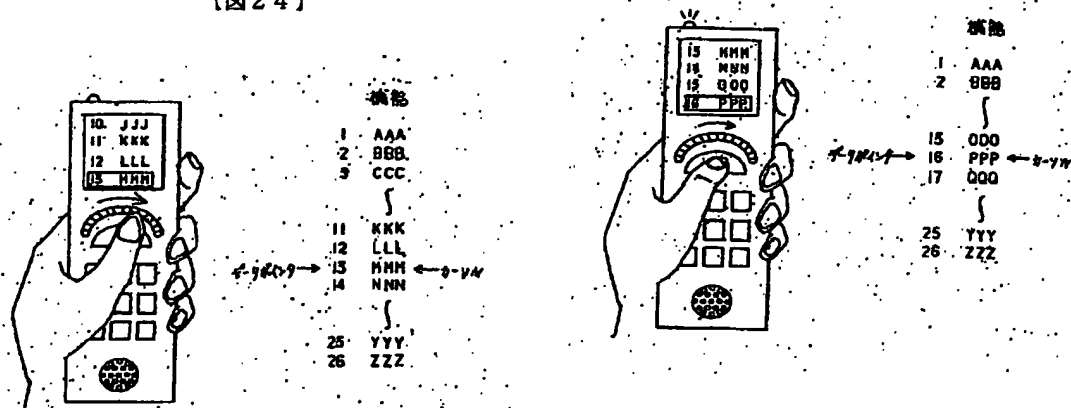 【図24】
10. JJJ
11 KKK
12 LLL
13 MMM
機能
1 AAA
2 BBB
3 CCC
11 KKK
12 LLL
データポインタ→ 13 MMM ←カーソル
14 NNN
25 YYY
26 ZZZ
13 MMM
14 NNN
15 OOO
16 PPP
機能
1 AAA
2 BBB
15 OOO
データポインタ→ 16 PPP ←カーソル
17 QQQ
25 YYY
26 ZZZ